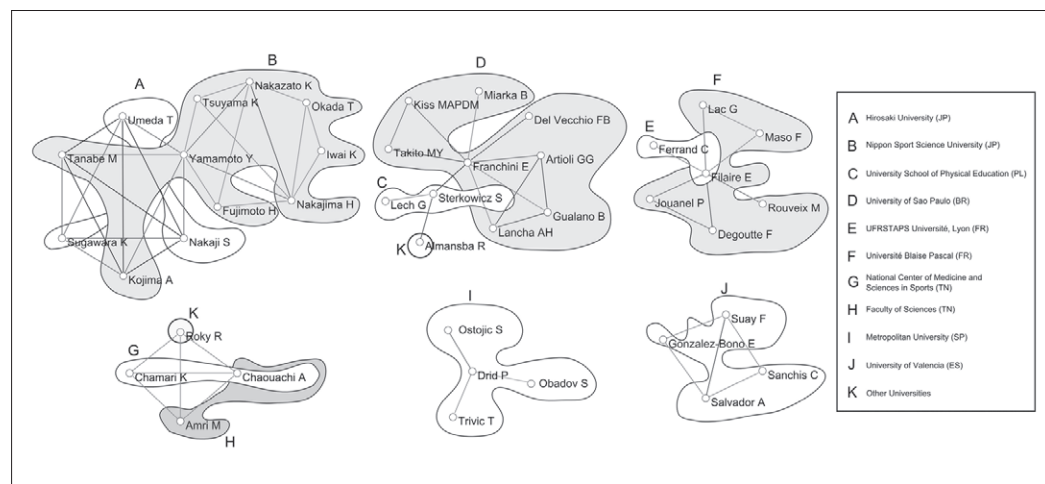 A
Umeda T
Tanabe M
Sugawara K
Nakaji S
Kojima A
B
Nakazato K
Tsuyama K
Okada T
Yamamoto Y
Iwai K
Fujimoto H
Nakajima H
D
Kiss MAPDM
Miarka B
Del Vecchio FB
Takito MY
Franchini E
Artioli GG
C
Lech G
Sterkowicz S
Gualano B
Lancha AH
K
Almansba R
F
Lac G
E
Maso F
Ferrand C
Filaire E
Jouanel P
Rouveix M
Degoutte F
K
Roky R
G
Chamari K
Chaouachi A
Amri M
H
I
Ostojic S
Drid P
Obadov S
Trivic T
J
Suay F
Gonzalez-Bono E
Sanchis C
Salvador A
A Hirosaki University (JP)
B Nippon Sport Science University (JP)
C University School of Physical Education (PL)
D University of Sao Paulo (BR)
E UFRSTAPS Université, Lyon (FR)
F Université Blaise Pascal (FR)
G National Center of Medicine and
Sciences in Sports (TN)
H Faculty of Sciences (TN)
I Metropolitan University (SP)
J University of Valencia (ES)
K Other Universities